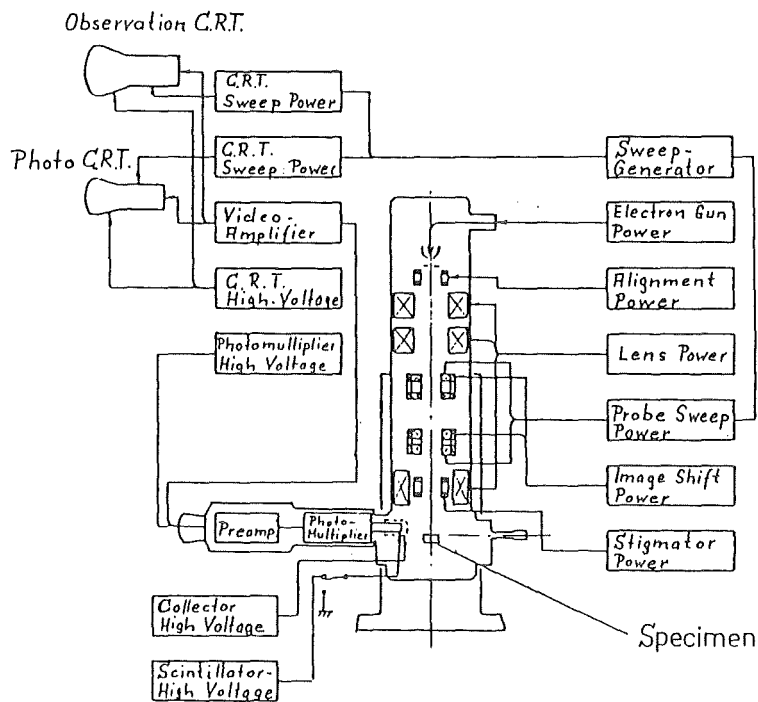 Observation C.R.T.
C.R.T.
Sweep Power
Photo C.R.T.
C.R.T.
Sweep Power
Sweep-
Generator
Video-
Amplifier
Electron Gun
Power
C.R.T.
High-Voltage
Alignment
Power
Photomultiplier
High Voltage
Lens Power
Probe Sweep
Power
Image Shift
Power
Preamp
Photo-
Multiplier
Stigmator
Power
Collector
High Voltage
Specimen
Scintillator-
High Voltage